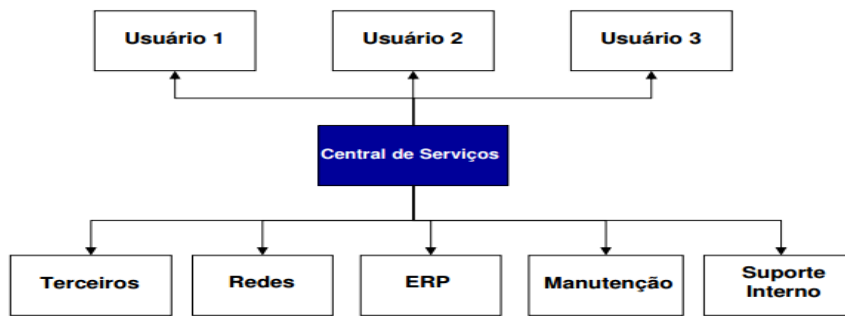 Usuário 1
Usuário 2
Usuário 3
Central de Serviços
Terceiros
Redes
ERP
Manutenção
Suporte
Interno